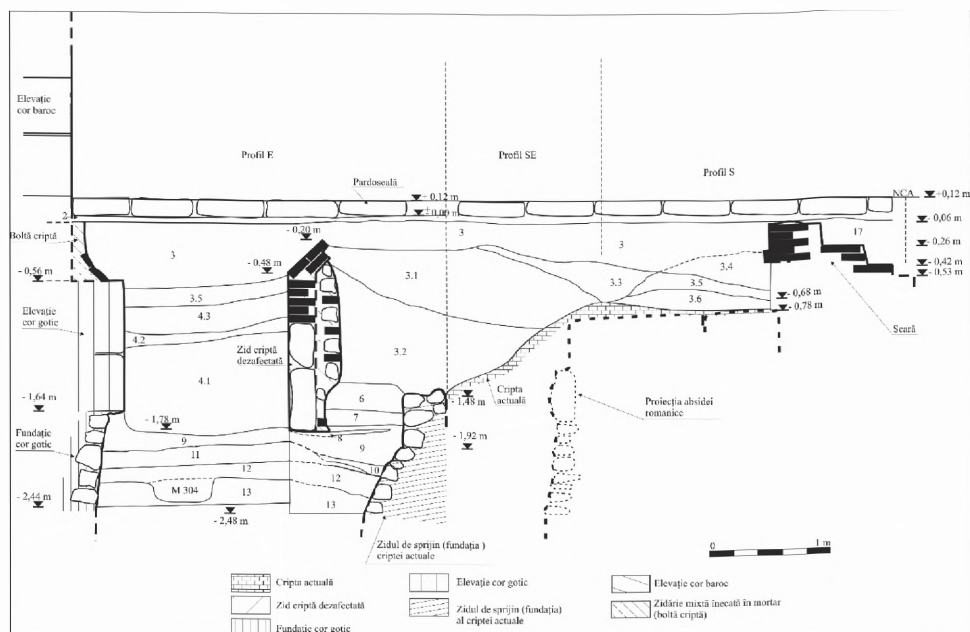 Elevație
cor baroc
Profil E
Profil SE
Profil S
Pardoseală
+ 0,12 m
± 0,00 m
NCA
+0,12 m
2
Boltă criptă
3
- 0,20 m
3
3
17
- 0,06 m
- 0,26 m
- 0,42 m
- 0,53 m
- 0,56 m
- 0,48 m
3.1
3.4
3.3
3.5
3.6
- 0,68 m
- 0,78 m
3.5
4.3
Elevație
cor gotic
4.2
Zid criptă
dezafectată
3.2
Scară
4.1
6
7
Cripta
actuală
- 1,48 m
Proiecția absidei
romanice
- 1,64 m
- 1,78 m
8
- 1,92 m
Fundație
cor gotic
9
11
9
10
12
12
M 304
13
13
- 2,44 m
- 2,48 m
Zidul de sprijin (fundația )
criptei actuale
0
1 m
Cripta actuală
Elevație cor gotic
Elevație cor baroc
Zid criptă dezafectată
Zidul de sprijin (fundația)
al criptei actuale
Zidărie mixtă înecată în mortar
(boltă criptă)
Fundație cor gotic